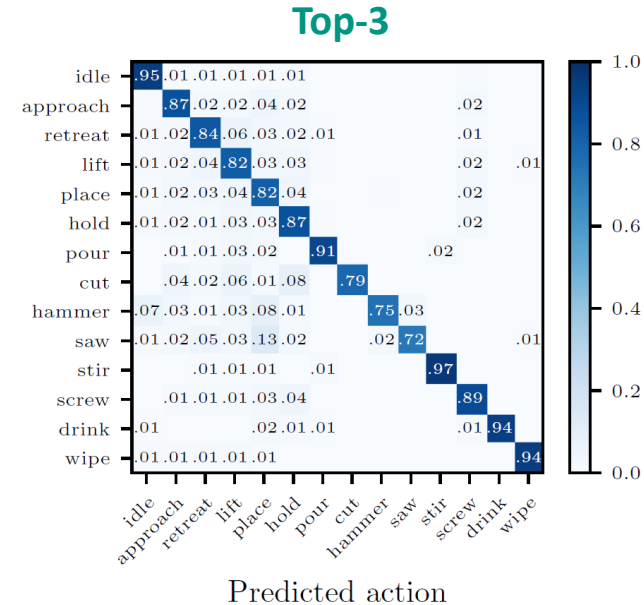 Top-3
idle .95 .01 .01 .01 .01 .01 1.0
approach .87 .02 .02 .04 .02 .02
retreat .01 .02 .84 .06 .03 .02 .01 .01
lift .01 .02 .04 .82 .03 .03 .02 .01 0.8
place .01 .02 .03 .04 .82 .04 .02
hold .01 .02 .01 .03 .03 .87 .02 0.6
pour .01 .01 .03 .02 .91 .02
cut .04 .02 .06 .01 .08 .79
hammer .07 .03 .01 .03 .08 .01 .75 .03 0.4
saw .01 .02 .05 .03 .13 .02 .02 .72 .01
stir .01 .01 .01 .01 .97 0.2
screw .01 .01 .01 .03 .04 .89
drink .01 .02 .01 .01 .01 .94
wipe .01 .01 .01 .01 .01 .94 0.0
idle approach retreat lift place hold pour cut hammer saw stir screw drink wipe
Predicted action